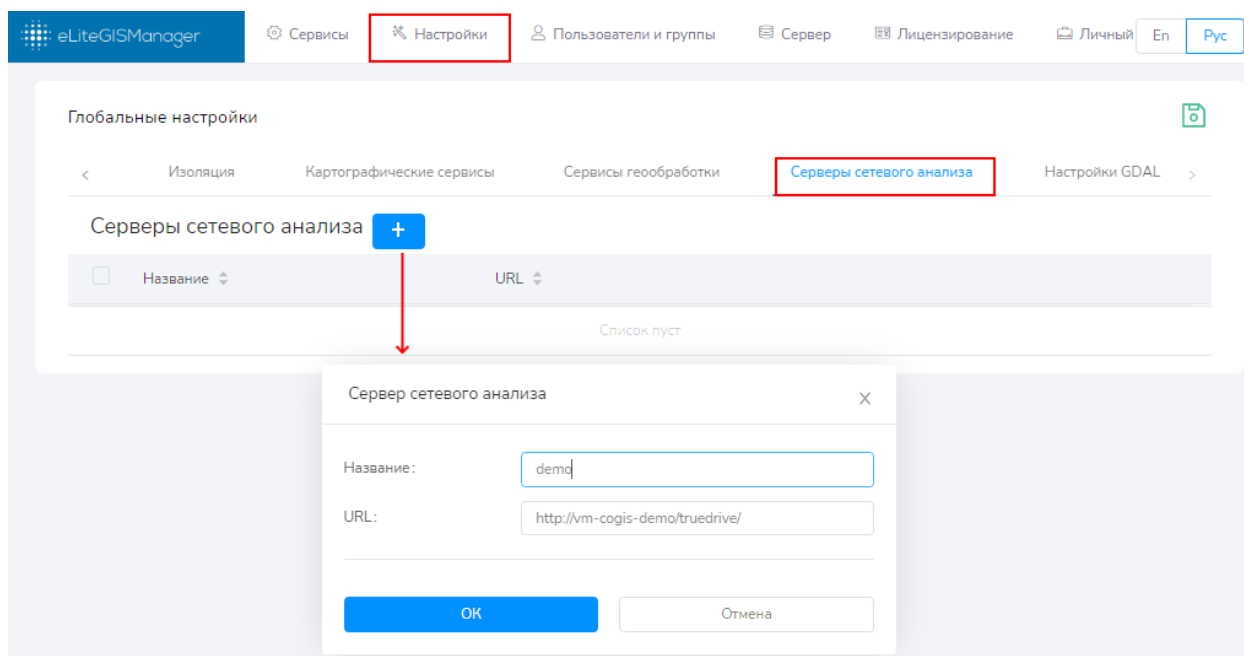 eLiteGISManager Сервисы Настройки Пользователи и группы Сервер Лицензирование Личный En Рус
Глобальные настройки
< Изоляция Картографические сервисы Сервисы геообработки Серверы сетевого анализа Настройки GDAL >
Серверы сетевого анализа +
Название URL
Список пуст
Сервер сетевого анализа X
Название: demo
URL: http://vm-cogis-demo/truedrive/
ОК Отмена